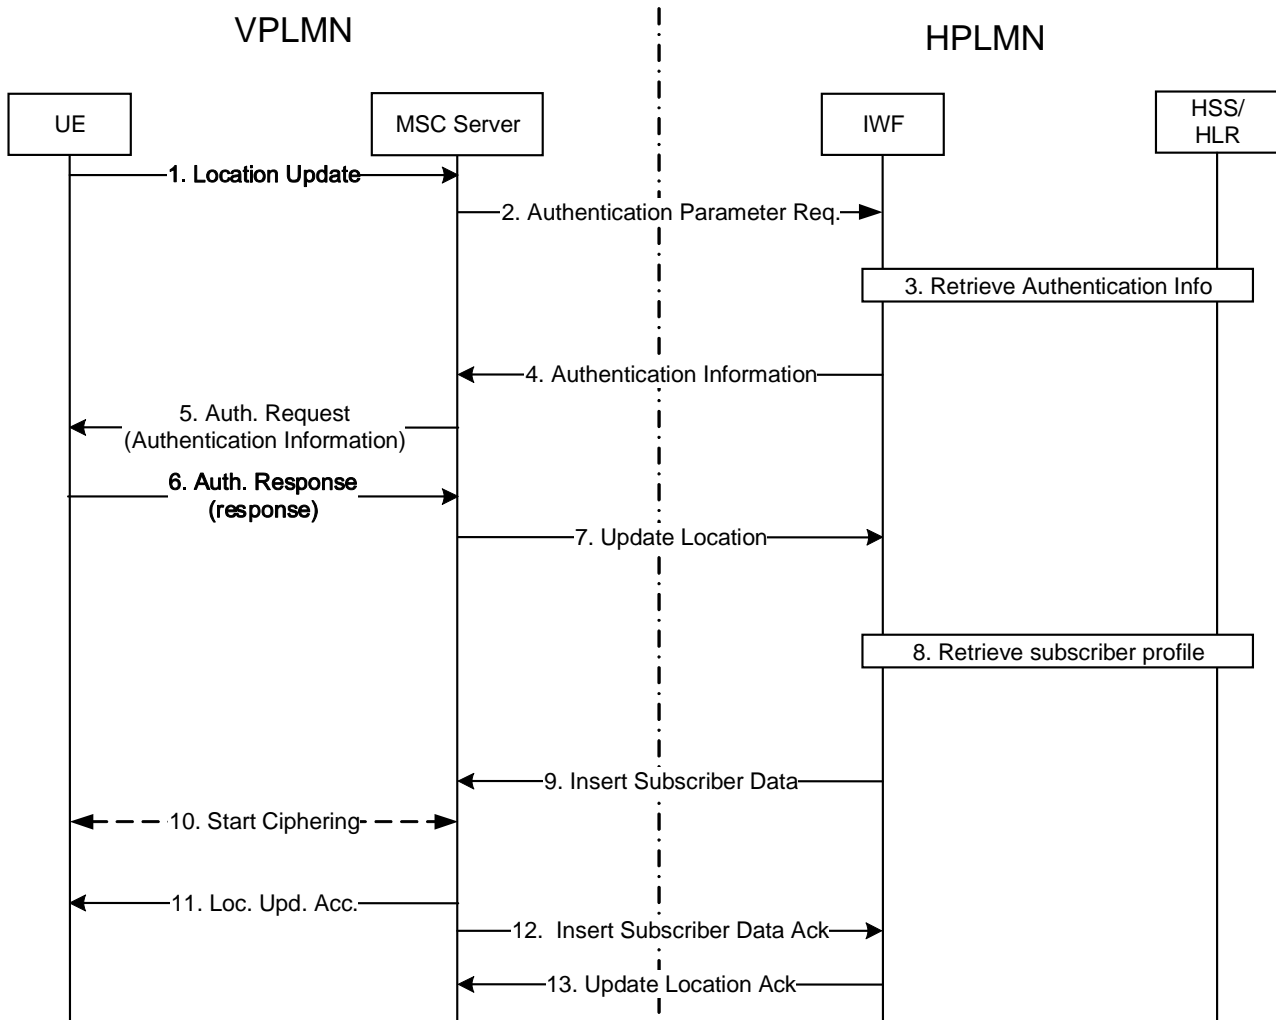 VPLMN
HPLMN
UE
MSC Server
IWF
HSS/
HLR
1. Location Update
2. Authentication Parameter Req.
3. Retrieve Authentication Info
4. Authentication Information
5. Auth. Request
(Authentication Information)
6. Auth. Response
(response)
7. Update Location
8. Retrieve subscriber profile
9. Insert Subscriber Data
10. Start Ciphering
11. Loc. Upd. Acc.
12. Insert Subscriber Data Ack
13. Update Location Ack